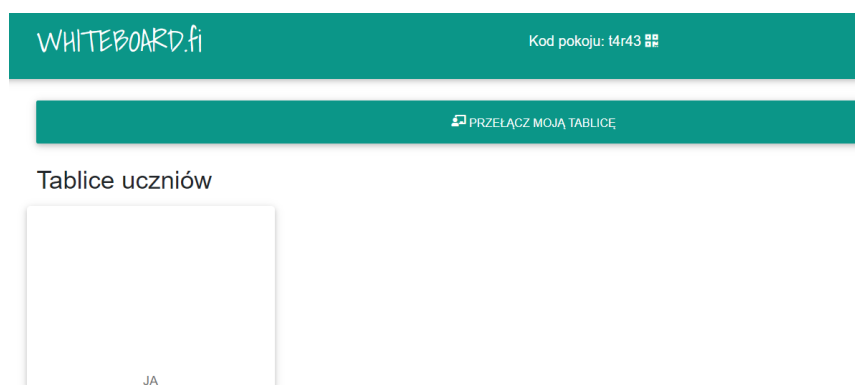 WHITEBOARD.fi
Kod pokoju: t4r43
PRZEŁĄCZ MOJĄ TABLICĘ
Tablice uczniów
JA